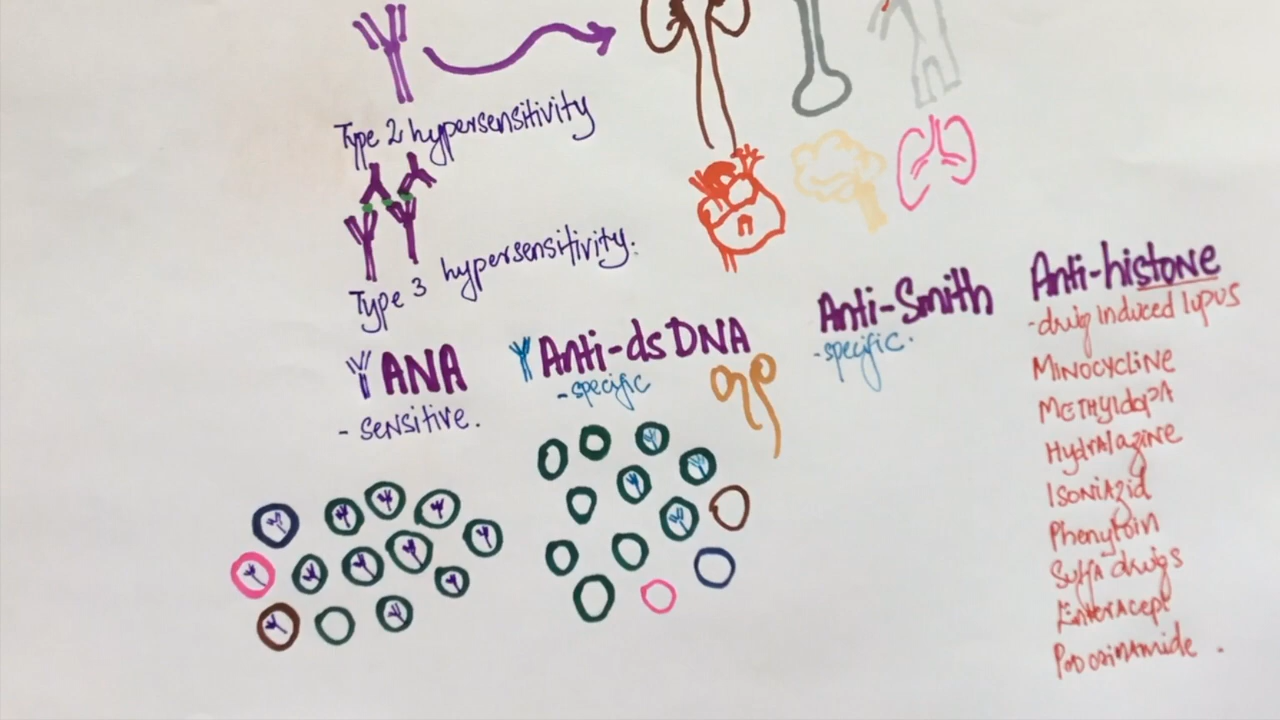 Type 2 hypersensitivity
Type 3 hypersensitivity.
ANA
- sensitive.
Anti-dsDNA
- specific
Anti-Smith
- specific.
Anti-histone
- drug induced lupus
Minocycline
Methyldopa
Hydralazine
Isoniazid
Phenytoin
Sulfa drugs